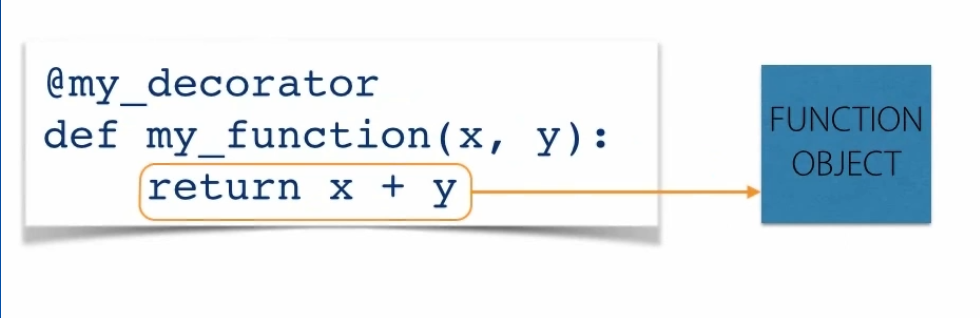 @my_decorator
def my_function(x, y):
    return x + y
FUNCTION
OBJECT